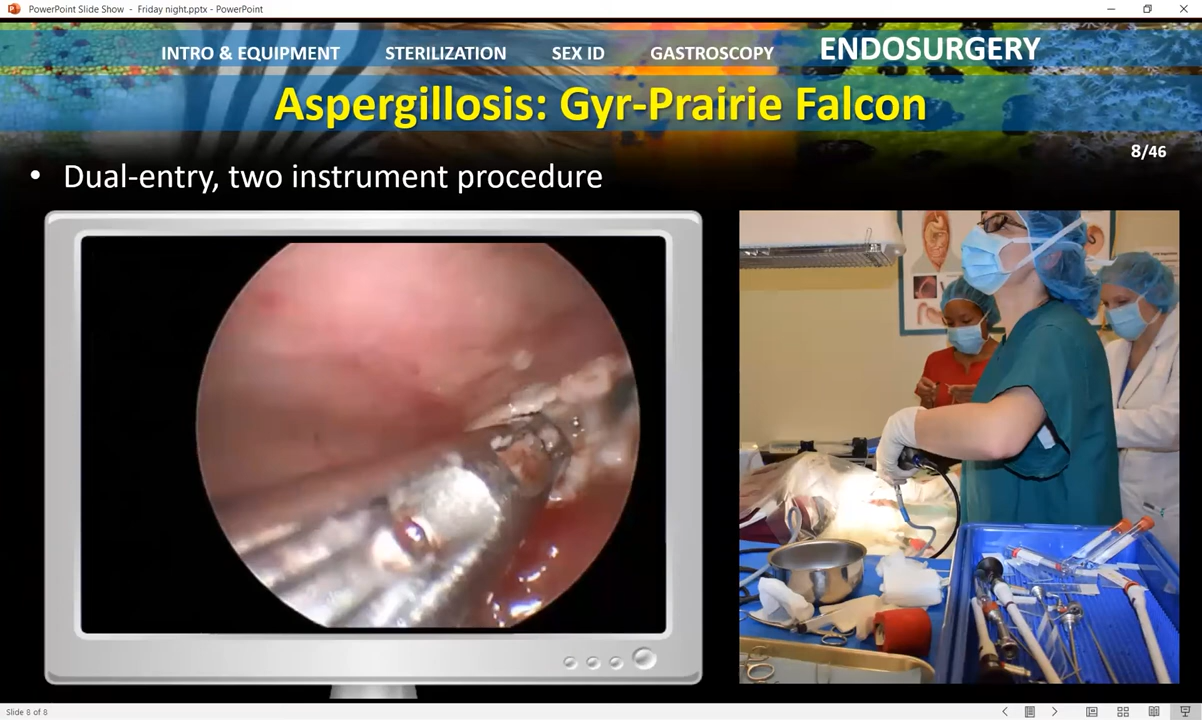 PowerPoint Slide Show - Friday night.pptx - PowerPoint
INTRO & EQUIPMENT STERILIZATION SEX ID GASTROSCOPY ENDOSURGERY
Aspergillosis: Gyr-Prairie Falcon
8/46
• Dual-entry, two instrument procedure
Slide 8 of 8